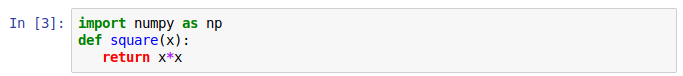 In [3]: import numpy as np
def square(x):
   return x*x